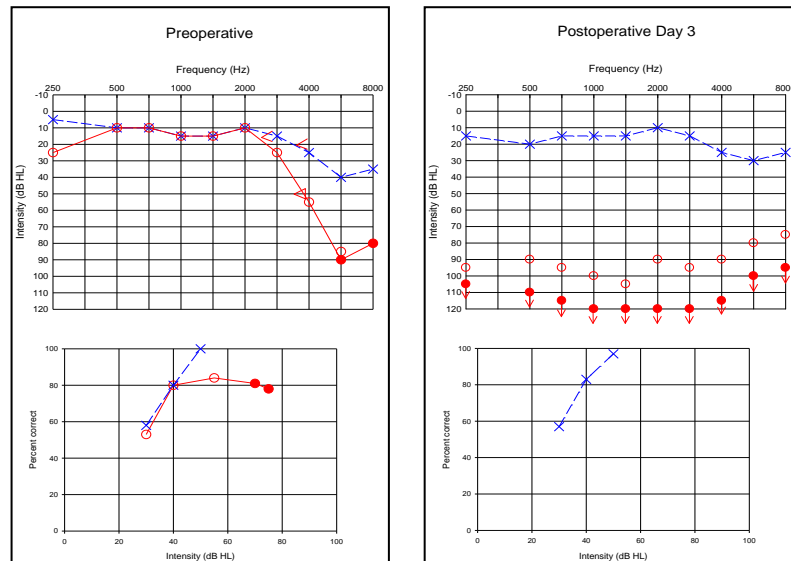 Preoperative
Frequency (Hz)
250 500 1000 2000 4000 8000
-10
0
10
20
30
40
50
60
70
80
90
100
110
120
Intensity (dB HL)
100
80
60
40
20
0
Percent correct
0 20 40 60 80 100
Intensity (dB HL)
Postoperative Day 3
Frequency (Hz)
250 500 1000 2000 4000 800
-10
0
10
20
30
40
50
60
70
80
90
100
110
120
Intensity (dB HL)
100
80
60
40
20
0
Percent correct
0 20 40 60 80 100
Intensity (dB HL)